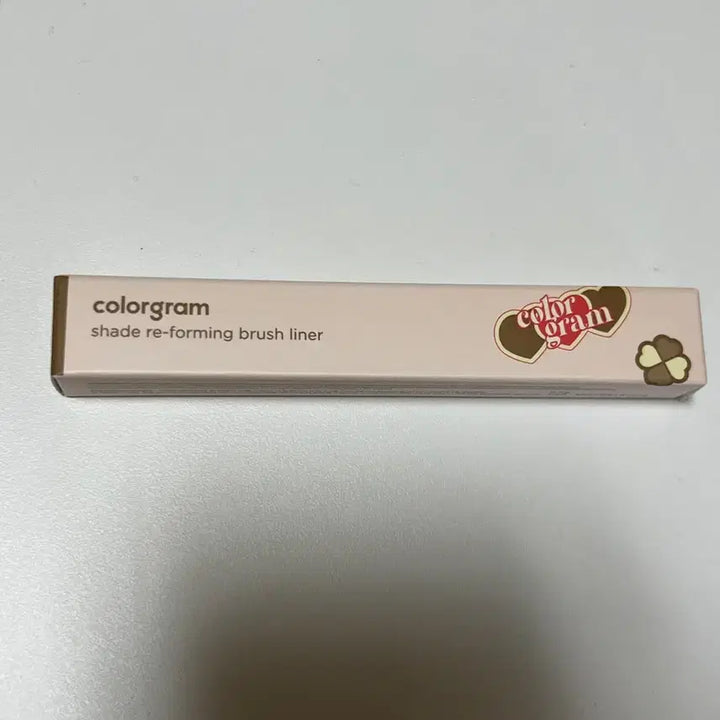 colorgram
shade re-forming brush liner
color
gram